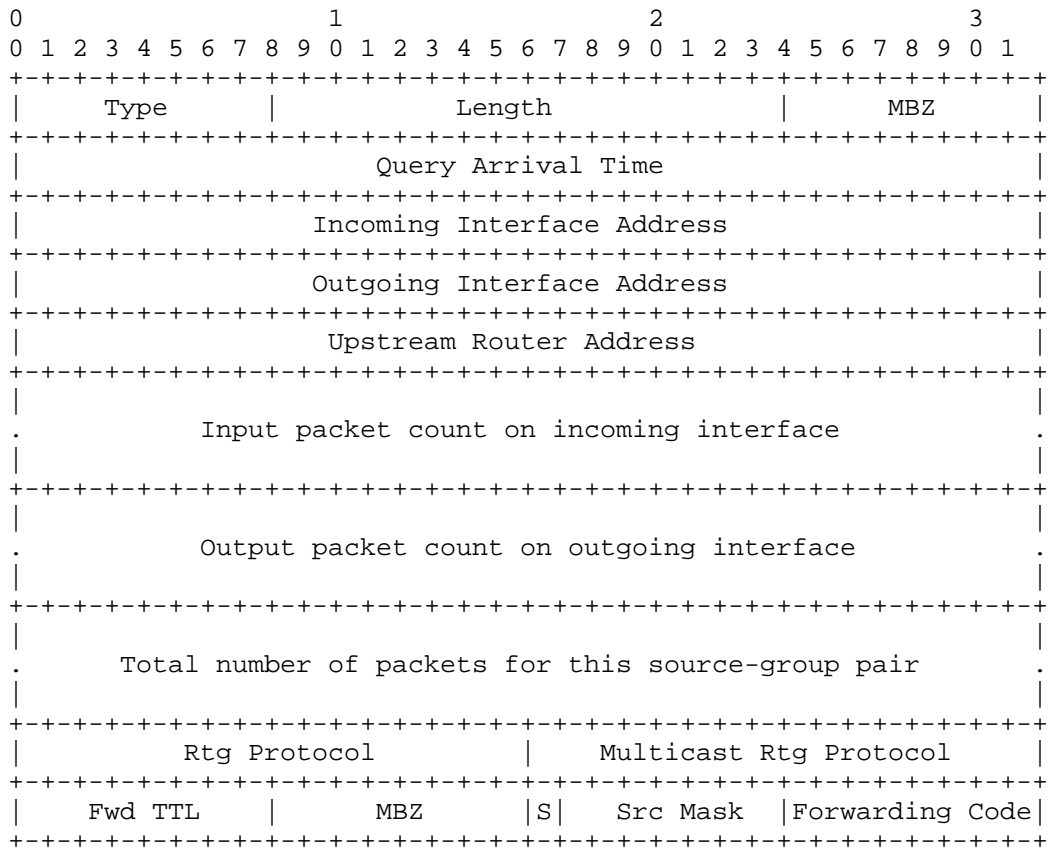 0                   1                   2                   3
0 1 2 3 4 5 6 7 8 9 0 1 2 3 4 5 6 7 8 9 0 1 2 3 4 5 6 7 8 9 0 1
+-+-+-+-+-+-+-+-+-+-+-+-+-+-+-+-+-+-+-+-+-+-+-+-+-+-+-+-+-+-+-+-+
|     Type      |           Length              |      MBZ      |
+-+-+-+-+-+-+-+-+-+-+-+-+-+-+-+-+-+-+-+-+-+-+-+-+-+-+-+-+-+-+-+-+
|                      Query Arrival Time                       |
+-+-+-+-+-+-+-+-+-+-+-+-+-+-+-+-+-+-+-+-+-+-+-+-+-+-+-+-+-+-+-+-+
|                  Incoming Interface Address                   |
+-+-+-+-+-+-+-+-+-+-+-+-+-+-+-+-+-+-+-+-+-+-+-+-+-+-+-+-+-+-+-+-+
|                  Outgoing Interface Address                   |
+-+-+-+-+-+-+-+-+-+-+-+-+-+-+-+-+-+-+-+-+-+-+-+-+-+-+-+-+-+-+-+-+
|                   Upstream Router Address                     |
+-+-+-+-+-+-+-+-+-+-+-+-+-+-+-+-+-+-+-+-+-+-+-+-+-+-+-+-+-+-+-+-+
|                                                               |
.           Input packet count on incoming interface            .
|                                                               |
+-+-+-+-+-+-+-+-+-+-+-+-+-+-+-+-+-+-+-+-+-+-+-+-+-+-+-+-+-+-+-+-+
|                                                               |
.           Output packet count on outgoing interface           .
|                                                               |
+-+-+-+-+-+-+-+-+-+-+-+-+-+-+-+-+-+-+-+-+-+-+-+-+-+-+-+-+-+-+-+-+
|                                                               |
.      Total number of packets for this source-group pair       .
|                                                               |
+-+-+-+-+-+-+-+-+-+-+-+-+-+-+-+-+-+-+-+-+-+-+-+-+-+-+-+-+-+-+-+-+
|          Rtg Protocol         |    Multicast Rtg Protocol     |
+-+-+-+-+-+-+-+-+-+-+-+-+-+-+-+-+-+-+-+-+-+-+-+-+-+-+-+-+-+-+-+-+
|    Fwd TTL    |      MBZ      |S|   Src Mask  |Forwarding Code|
+-+-+-+-+-+-+-+-+-+-+-+-+-+-+-+-+-+-+-+-+-+-+-+-+-+-+-+-+-+-+-+-+